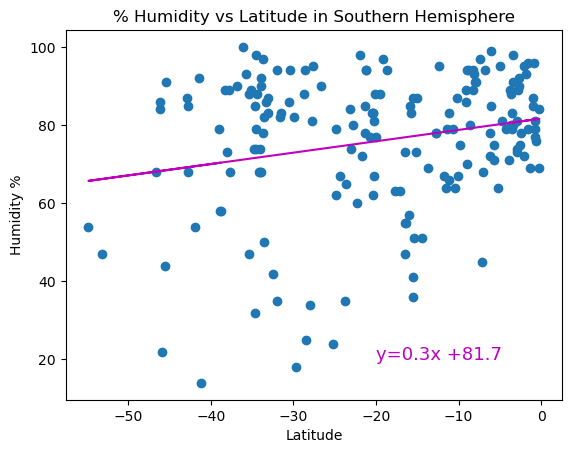 % Humidity vs Latitude in Southern Hemisphere
100
80
60
40
20
Humidity %
y=0.3x +81.7
−50 −40 −30 −20 −10 0
Latitude